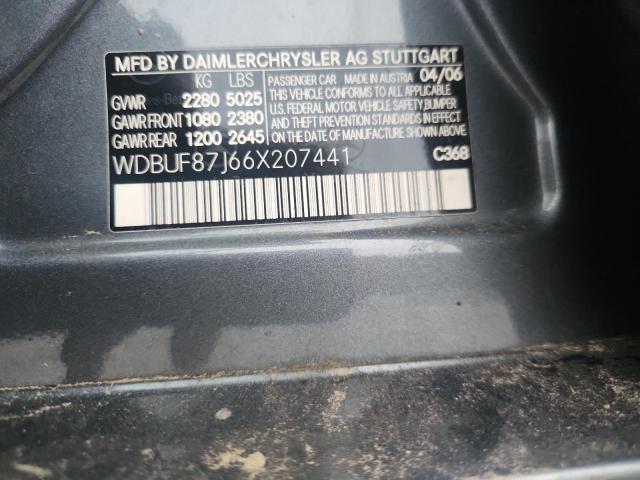 MFD BY DAIMLERCHRYSLER AG STUTTGART
KG LBS
GVWR 2280 5025
GAWR FRONT 1080 2380
GAWR REAR 1200 2645
PASSENGER CAR MADE IN AUSTRIA 04/06
THIS VEHICLE CONFORMS TO ALL APPLICABLE
U.S. FEDERAL MOTOR VEHICLE SAFETY, BUMPER
AND THEFT PREVENTION STANDARDS IN EFFECT
ON THE DATE OF MANUFACTURE SHOWN ABOVE.
WDBUF87J66X207441 C368